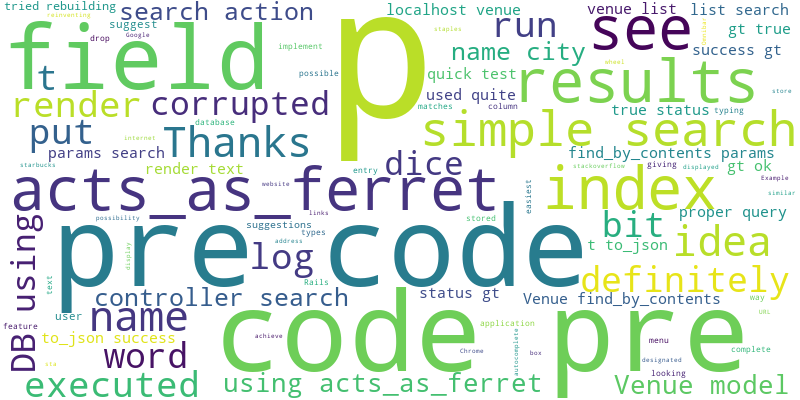 tried rebuilding
search action
localhost venue
venue list
list search
reinventing
suggest
Google
drop
p
run
see
gt true
field
implement
staples
name city
success gt
t
possible
quick test
results
wheel
store
render
corrupted
used quite
column
true status
typing
database
matches
simple search
put
Thanks
internet
stackoverflow
displayed
find_by_contents params
params search
dice
giving
gt ok
starbucks
render text
entry
Example
website
easiest
similar
acts_as_ferret
index
links
possibility
suggestions
types
stored
bit
proper query
pre code
log
address
t to_json
idea
DB using
text
display
Rails
definitely
controller search
status gt
Venue find_by_contents
way
URL
feature
user
name
code pre
achieve
application
to_json success
autocomplete
menu
complete
word
Chrome
box
designated
looking
executed
using acts_as_ferret
Venue model